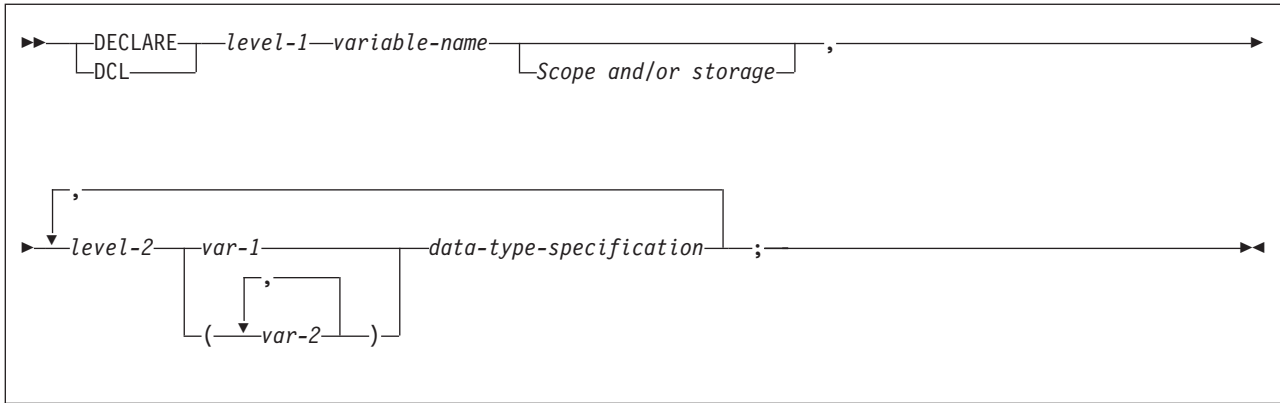 DECLARE level-1 variable-name ,
DCL Scope and/or storage
,
level-2 var-1 data-type-specification ;
,
( var-2 )